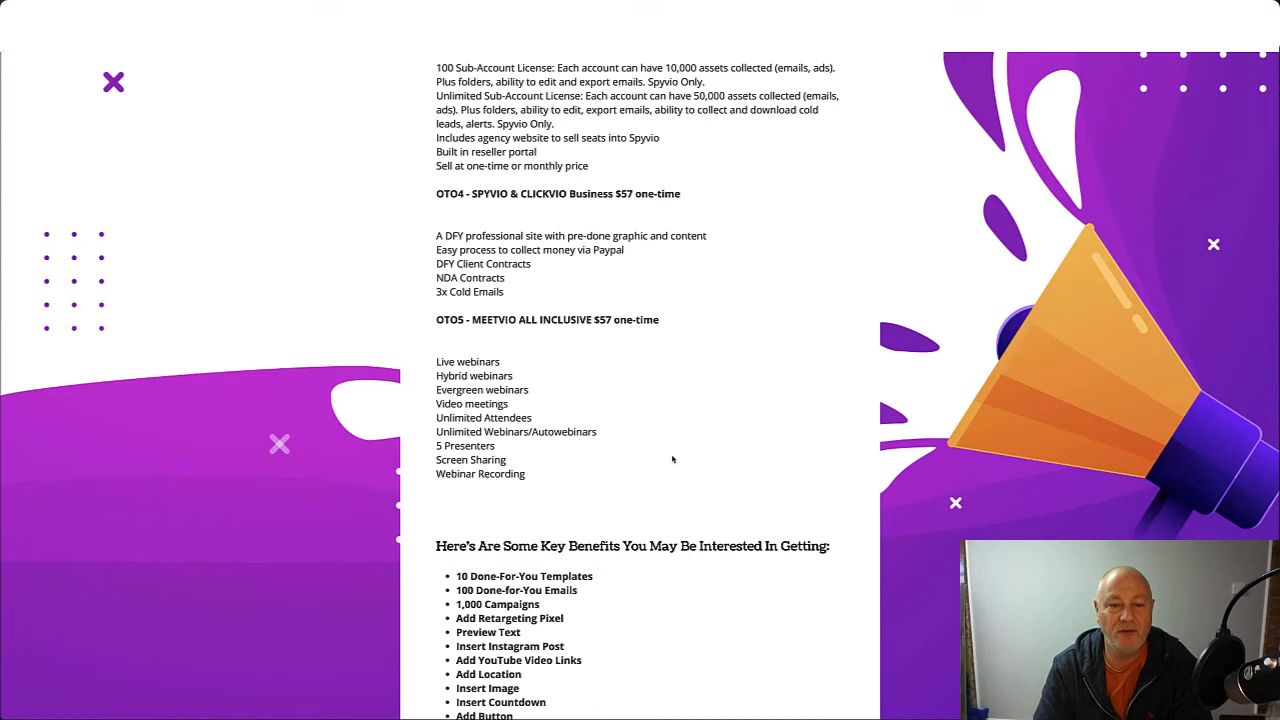 100 Sub-Account License: Each account can have 10,000 assets collected (emails, ads).
Plus folders, ability to edit and export emails. Spyvio Only.
Unlimited Sub-Account License: Each account can have 50,000 assets collected (emails,
ads). Plus folders, ability to edit, export emails, ability to collect and download cold
leads, alerts. Spyvio Only.
Includes agency website to sell seats into Spyvio
Built in reseller portal
Sell at one-time or monthly price
OTO4 - SPYVIO & CLICKVIO Business $57 one-time
A DFY professional site with pre-done graphic and content
Easy process to collect money via Paypal
DFY Client Contracts
NDA Contracts
3x Cold Emails
OTO5 - MEETVIO ALL INCLUSIVE $57 one-time
Live webinars
Hybrid webinars
Evergreen webinars
Video meetings
Unlimited Attendees
Unlimited Webinars/Autowebinars
5 Presenters
Screen Sharing
Webinar Recording
Here's Are Some Key Benefits You May Be Interested In Getting:
• 10 Done-For-You Templates
• 100 Done-for-You Emails
• 1,000 Campaigns
• Add Retargeting Pixel
• Preview Text
• Insert Instagram Post
• Add YouTube Video Links
• Add Location
• Insert Image
• Insert Countdown
• Add Button